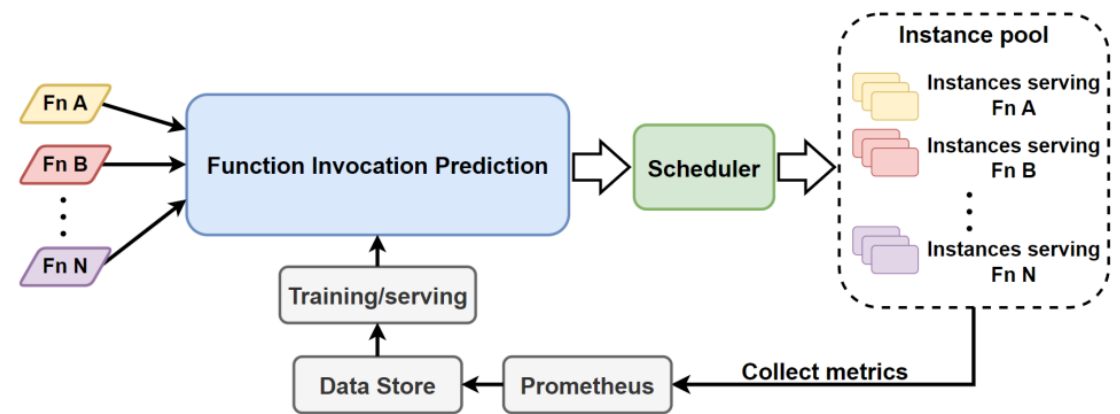 Instance pool
Fn A
Instances serving
Fn A
Function Invocation Prediction
Scheduler
Fn B
Instances serving
Fn B
Fn N
Instances serving
Fn N
Training/serving
Data Store
Prometheus
Collect metrics